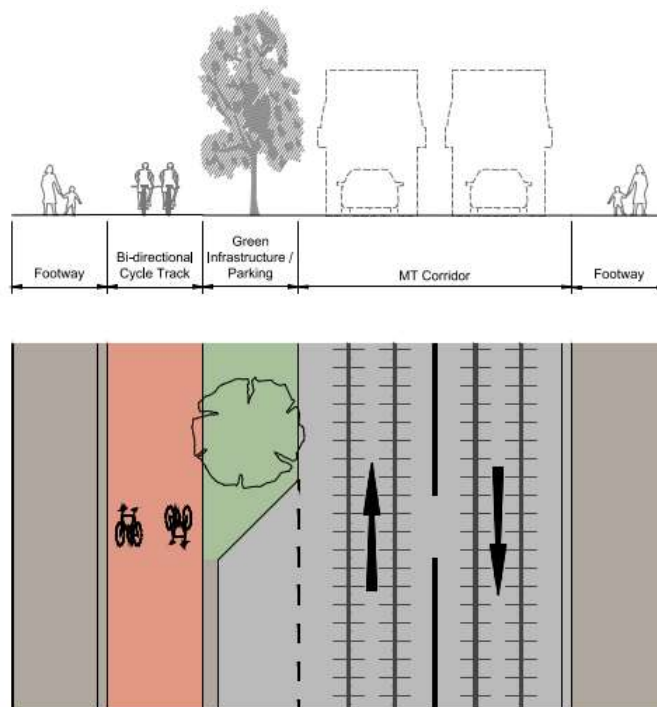 Footway
Bi-directional
Cycle Track
Green
Infrastructure /
Parking
MT Corridor
Footway